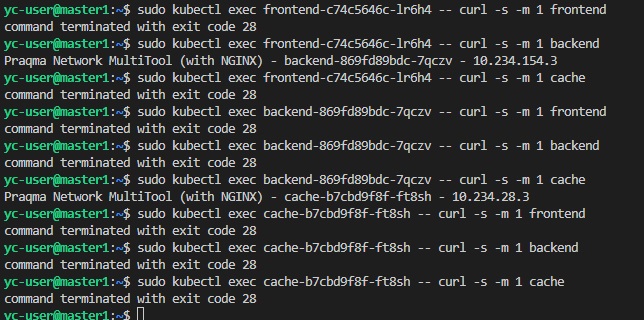 yc-user@master1:~$ sudo kubectl exec frontend-c74c5646c-lr6h4 -- curl -s -m 1 frontend
command terminated with exit code 28
yc-user@master1:~$ sudo kubectl exec frontend-c74c5646c-lr6h4 -- curl -s -m 1 backend
Praqma Network MultiTool (with NGINX) - backend-869fd89bdc-7qczv - 10.234.154.3
yc-user@master1:~$ sudo kubectl exec frontend-c74c5646c-lr6h4 -- curl -s -m 1 cache
command terminated with exit code 28
yc-user@master1:~$ sudo kubectl exec backend-869fd89bdc-7qczv -- curl -s -m 1 frontend
command terminated with exit code 28
yc-user@master1:~$ sudo kubectl exec backend-869fd89bdc-7qczv -- curl -s -m 1 backend
command terminated with exit code 28
yc-user@master1:~$ sudo kubectl exec backend-869fd89bdc-7qczv -- curl -s -m 1 cache
Praqma Network MultiTool (with NGINX) - cache-b7cbd9f8f-ft8sh - 10.234.28.3
yc-user@master1:~$ sudo kubectl exec cache-b7cbd9f8f-ft8sh -- curl -s -m 1 frontend
command terminated with exit code 28
yc-user@master1:~$ sudo kubectl exec cache-b7cbd9f8f-ft8sh -- curl -s -m 1 backend
command terminated with exit code 28
yc-user@master1:~$ sudo kubectl exec cache-b7cbd9f8f-ft8sh -- curl -s -m 1 cache
command terminated with exit code 28
yc-user@master1:~$